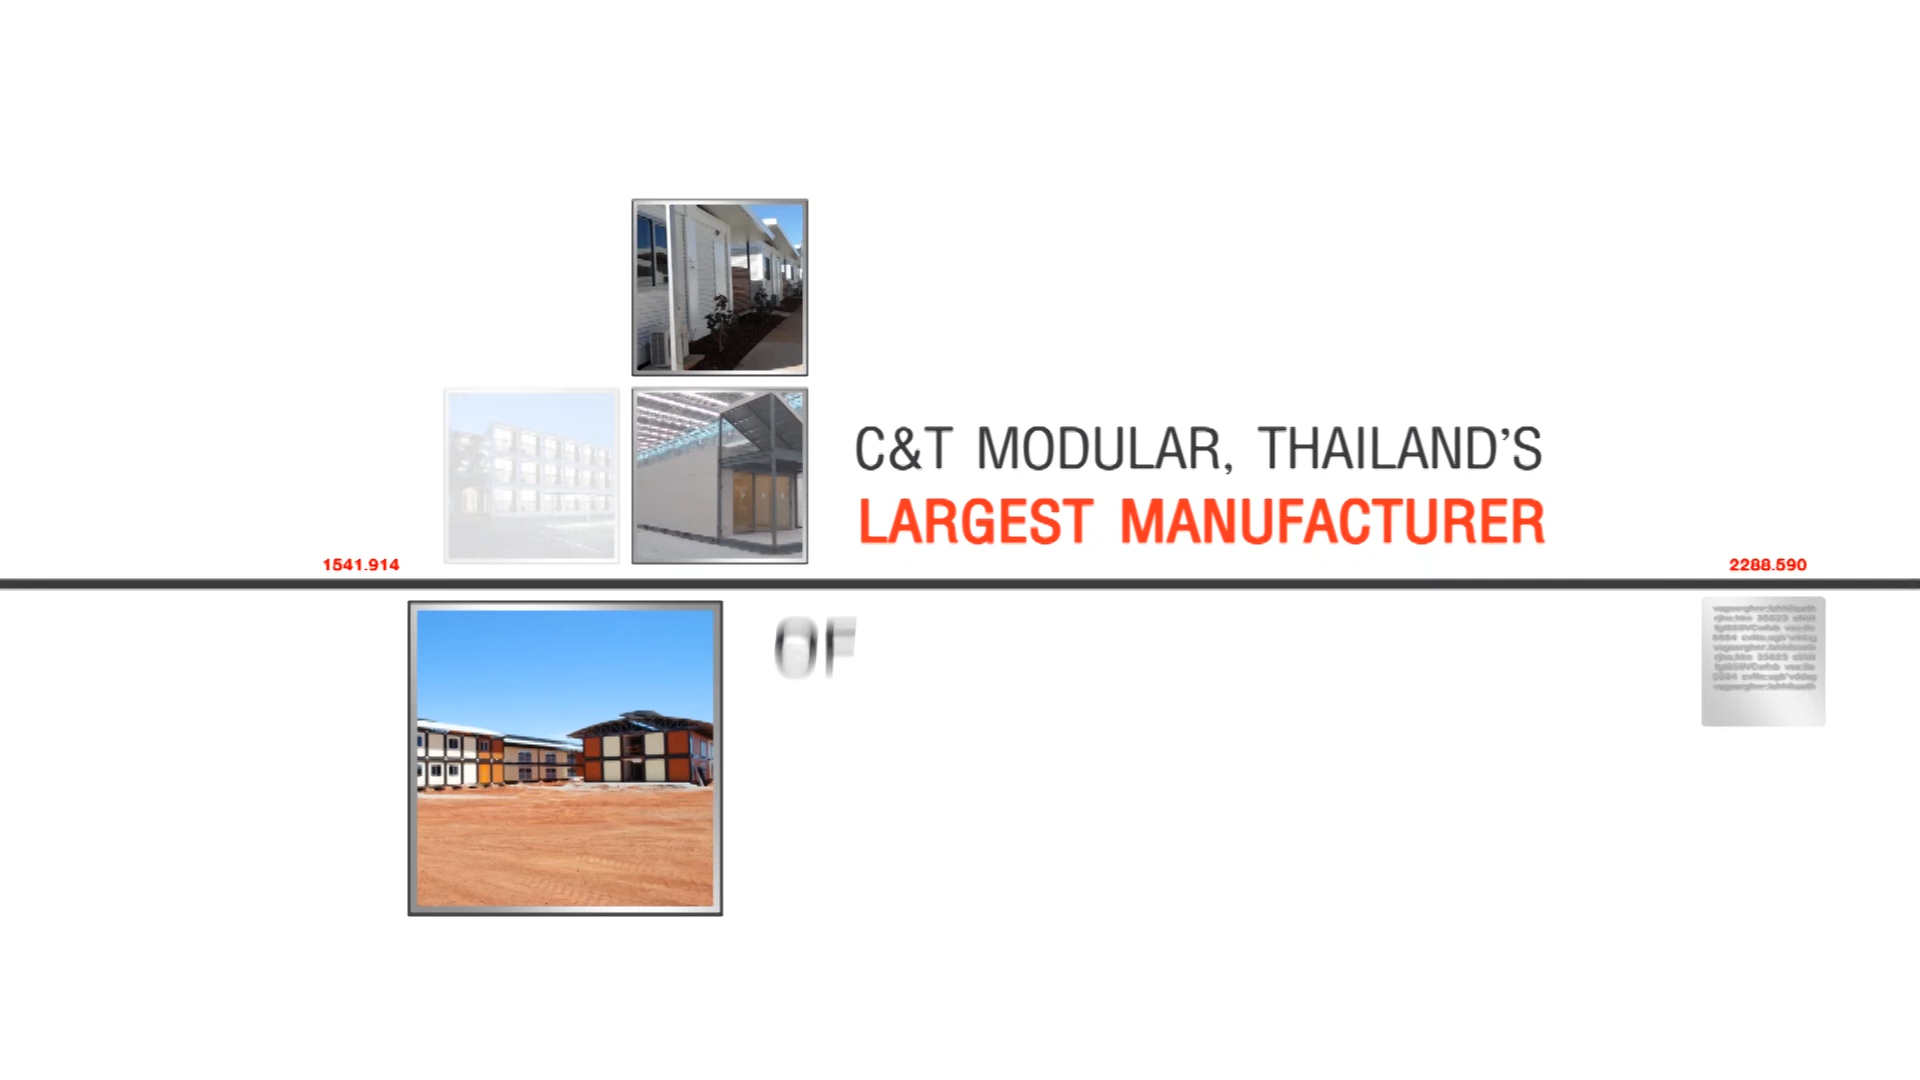 C&T MODULAR, THAILAND'S
LARGEST MANUFACTURER
1541.914
2288.590
OF